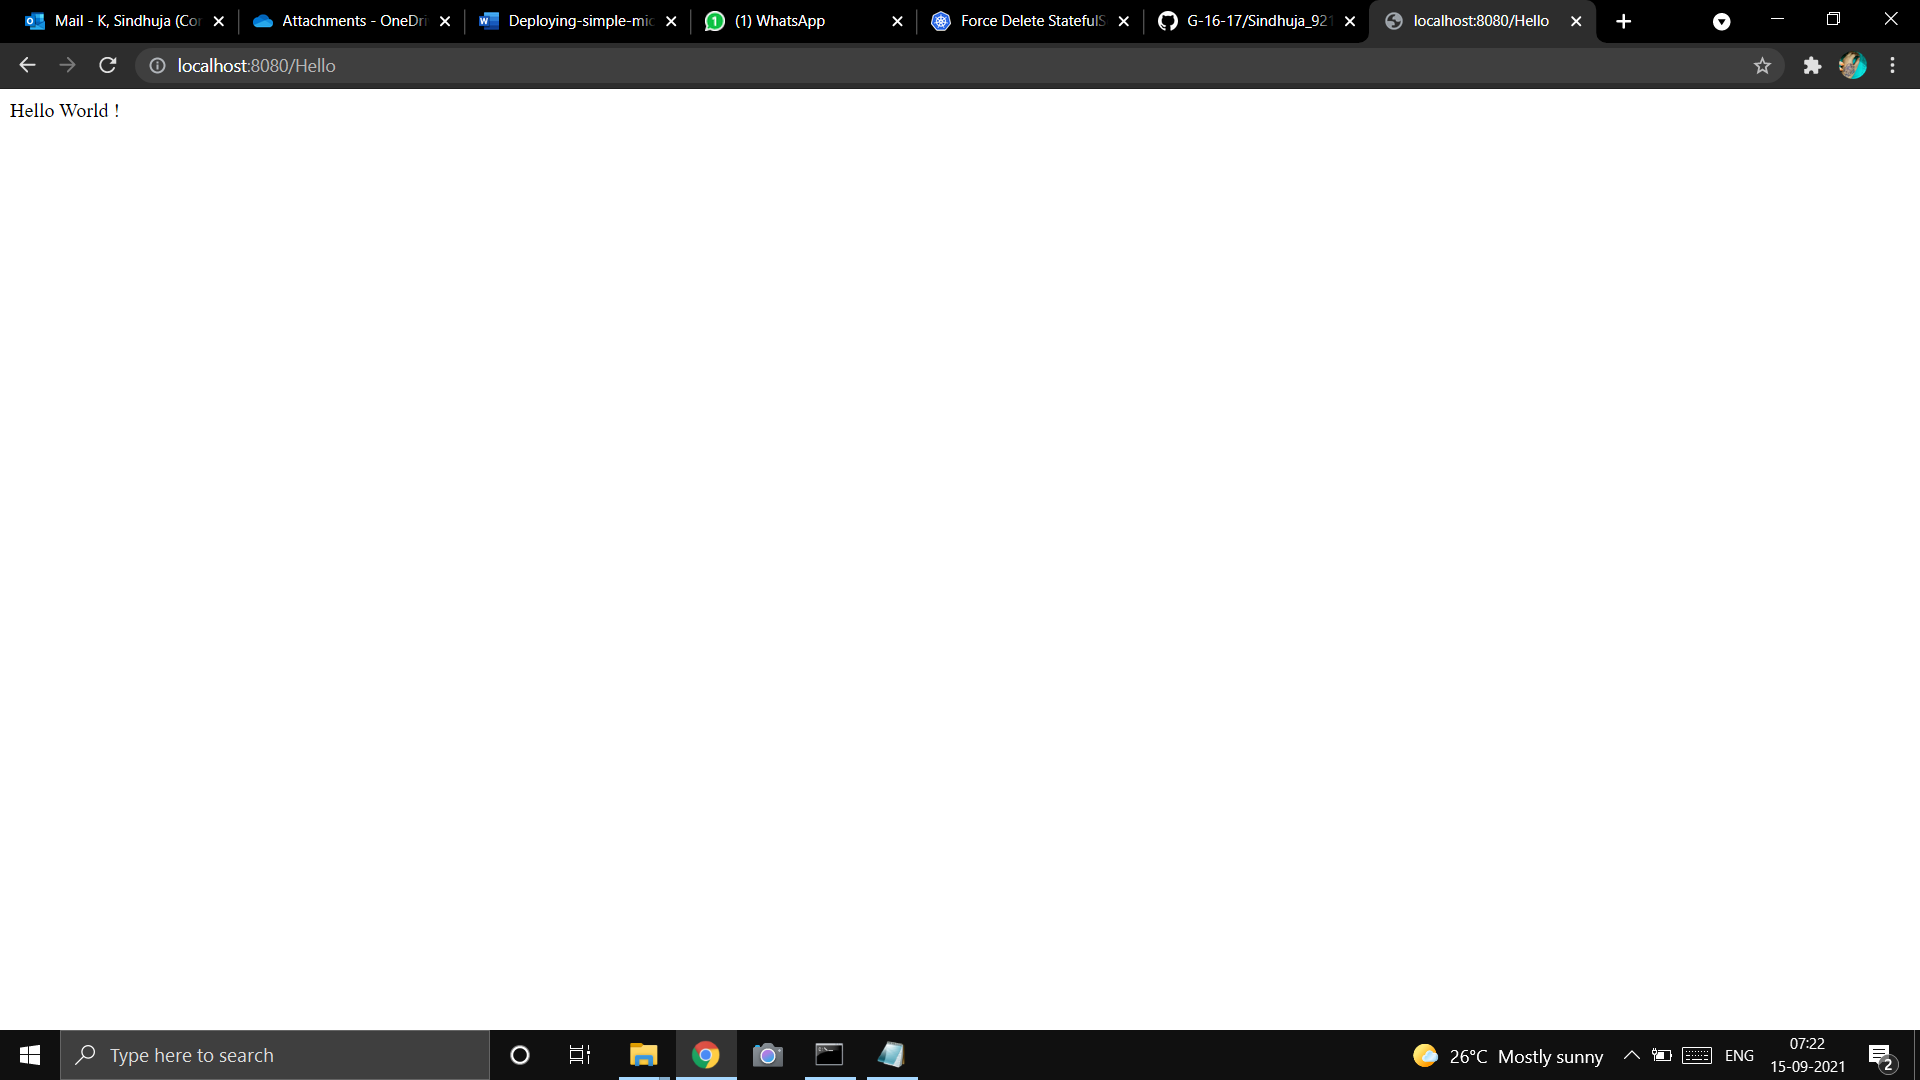 Mail - K, Sindhuja (Cor
Attachments - OneDri
Deploying-simple-mic
(1) WhatsApp
Force Delete StatefulS
G-16-17/Sindhuja_921
localhost:8080/Hello
localhost:8080/Hello
Hello World !
Type here to search
26°C Mostly sunny
ENG
07:22
15-09-2021
2